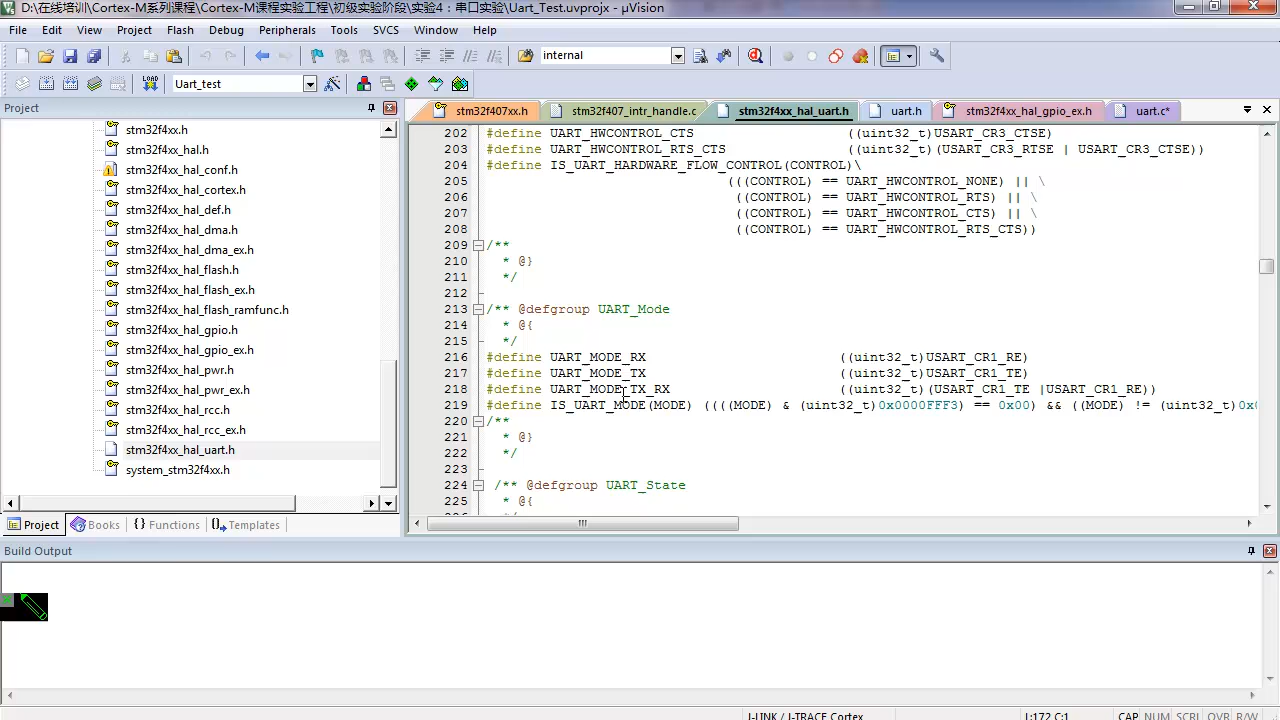 D:\在线培训\Cortex-M系列课程\Cortex-M课程实验工程\初级实验阶段\实验4：串口实验\Uart_Test.uvprojx - µVision
File Edit View Project Flash Debug Peripherals Tools SVCS Window Help
internal
LOAD Uart_test
Project
stm32f407xx.h stm32f407_intr_handle.c stm32f4xx_hal_uart.h uart.h stm32f4xx_hal_gpio_ex.h uart.c*
stm32f4xx.h
stm32f4xx_hal.h
stm32f4xx_hal_conf.h
stm32f4xx_hal_cortex.h
stm32f4xx_hal_def.h
stm32f4xx_hal_dma.h
stm32f4xx_hal_dma_ex.h
stm32f4xx_hal_flash.h
stm32f4xx_hal_flash_ex.h
stm32f4xx_hal_flash_ramfunc.h
stm32f4xx_hal_gpio.h
stm32f4xx_hal_gpio_ex.h
stm32f4xx_hal_pwr.h
stm32f4xx_hal_pwr_ex.h
stm32f4xx_hal_rcc.h
stm32f4xx_hal_rcc_ex.h
stm32f4xx_hal_uart.h
system_stm32f4xx.h
Project Books Functions Templates
202 #define UART_HWCONTROL_CTS ((uint32_t)USART_CR3_CTSE)
203 #define UART_HWCONTROL_RTS_CTS ((uint32_t)(USART_CR3_RTSE | USART_CR3_CTSE))
204 #define IS_UART_HARDWARE_FLOW_CONTROL(CONTROL)\
205 (((CONTROL) == UART_HWCONTROL_NONE) || \
206 ((CONTROL) == UART_HWCONTROL_RTS) || \
207 ((CONTROL) == UART_HWCONTROL_CTS) || \
208 ((CONTROL) == UART_HWCONTROL_RTS_CTS))
209 /**
210 * @}
211 */
212
213 /** @defgroup UART_Mode
214 * @{
215 */
216 #define UART_MODE_RX ((uint32_t)USART_CR1_RE)
217 #define UART_MODE_TX ((uint32_t)USART_CR1_TE)
218 #define UART_MODE_TX_RX ((uint32_t)(USART_CR1_TE |USART_CR1_RE))
219 #define IS_UART_MODE(MODE) ((((MODE) & (uint32_t)0x0000FFF3) == 0x00) && ((MODE) != (uint32_t)0x0
220 /**
221 * @}
222 */
223
224 /** @defgroup UART_State
225 * @{
Build Output
J-LINK / J-TRACE Cortex L:172 C:1 CAP NUM SCRL OVR R/W